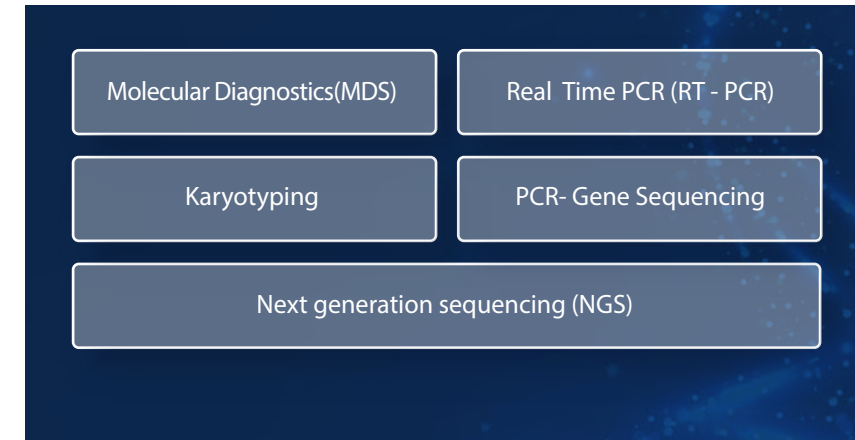 Molecular Diagnostics(MDS)
Real Time PCR (RT - PCR)
Karyotyping
PCR- Gene Sequencing
Next generation sequencing (NGS)